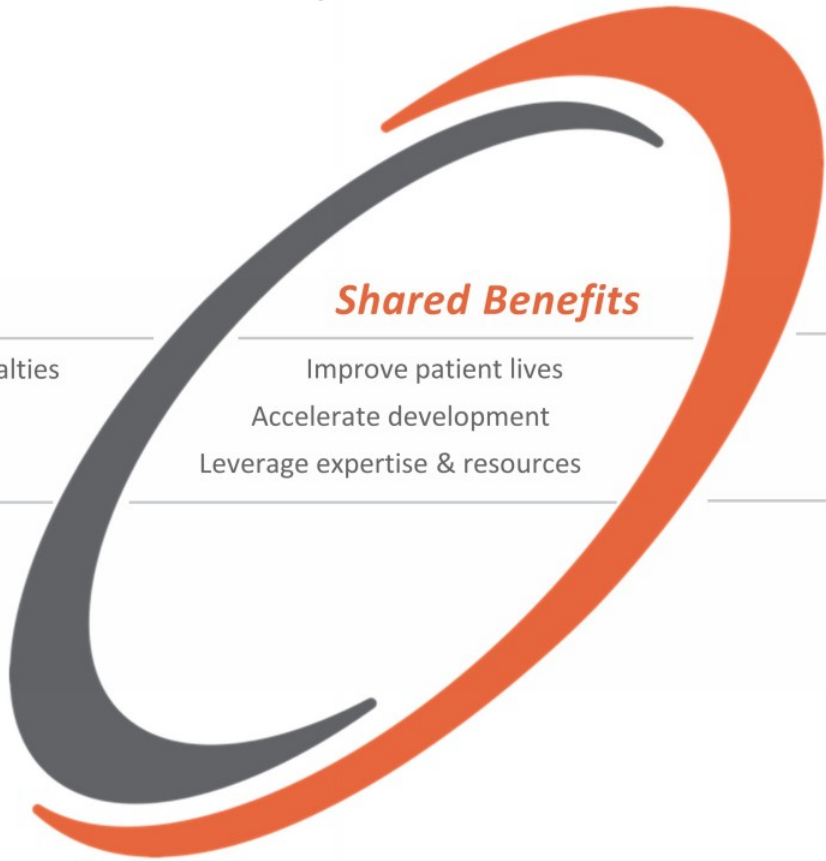 Shared Benefits
Improve patient lives
Accelerate development
Leverage expertise & resources